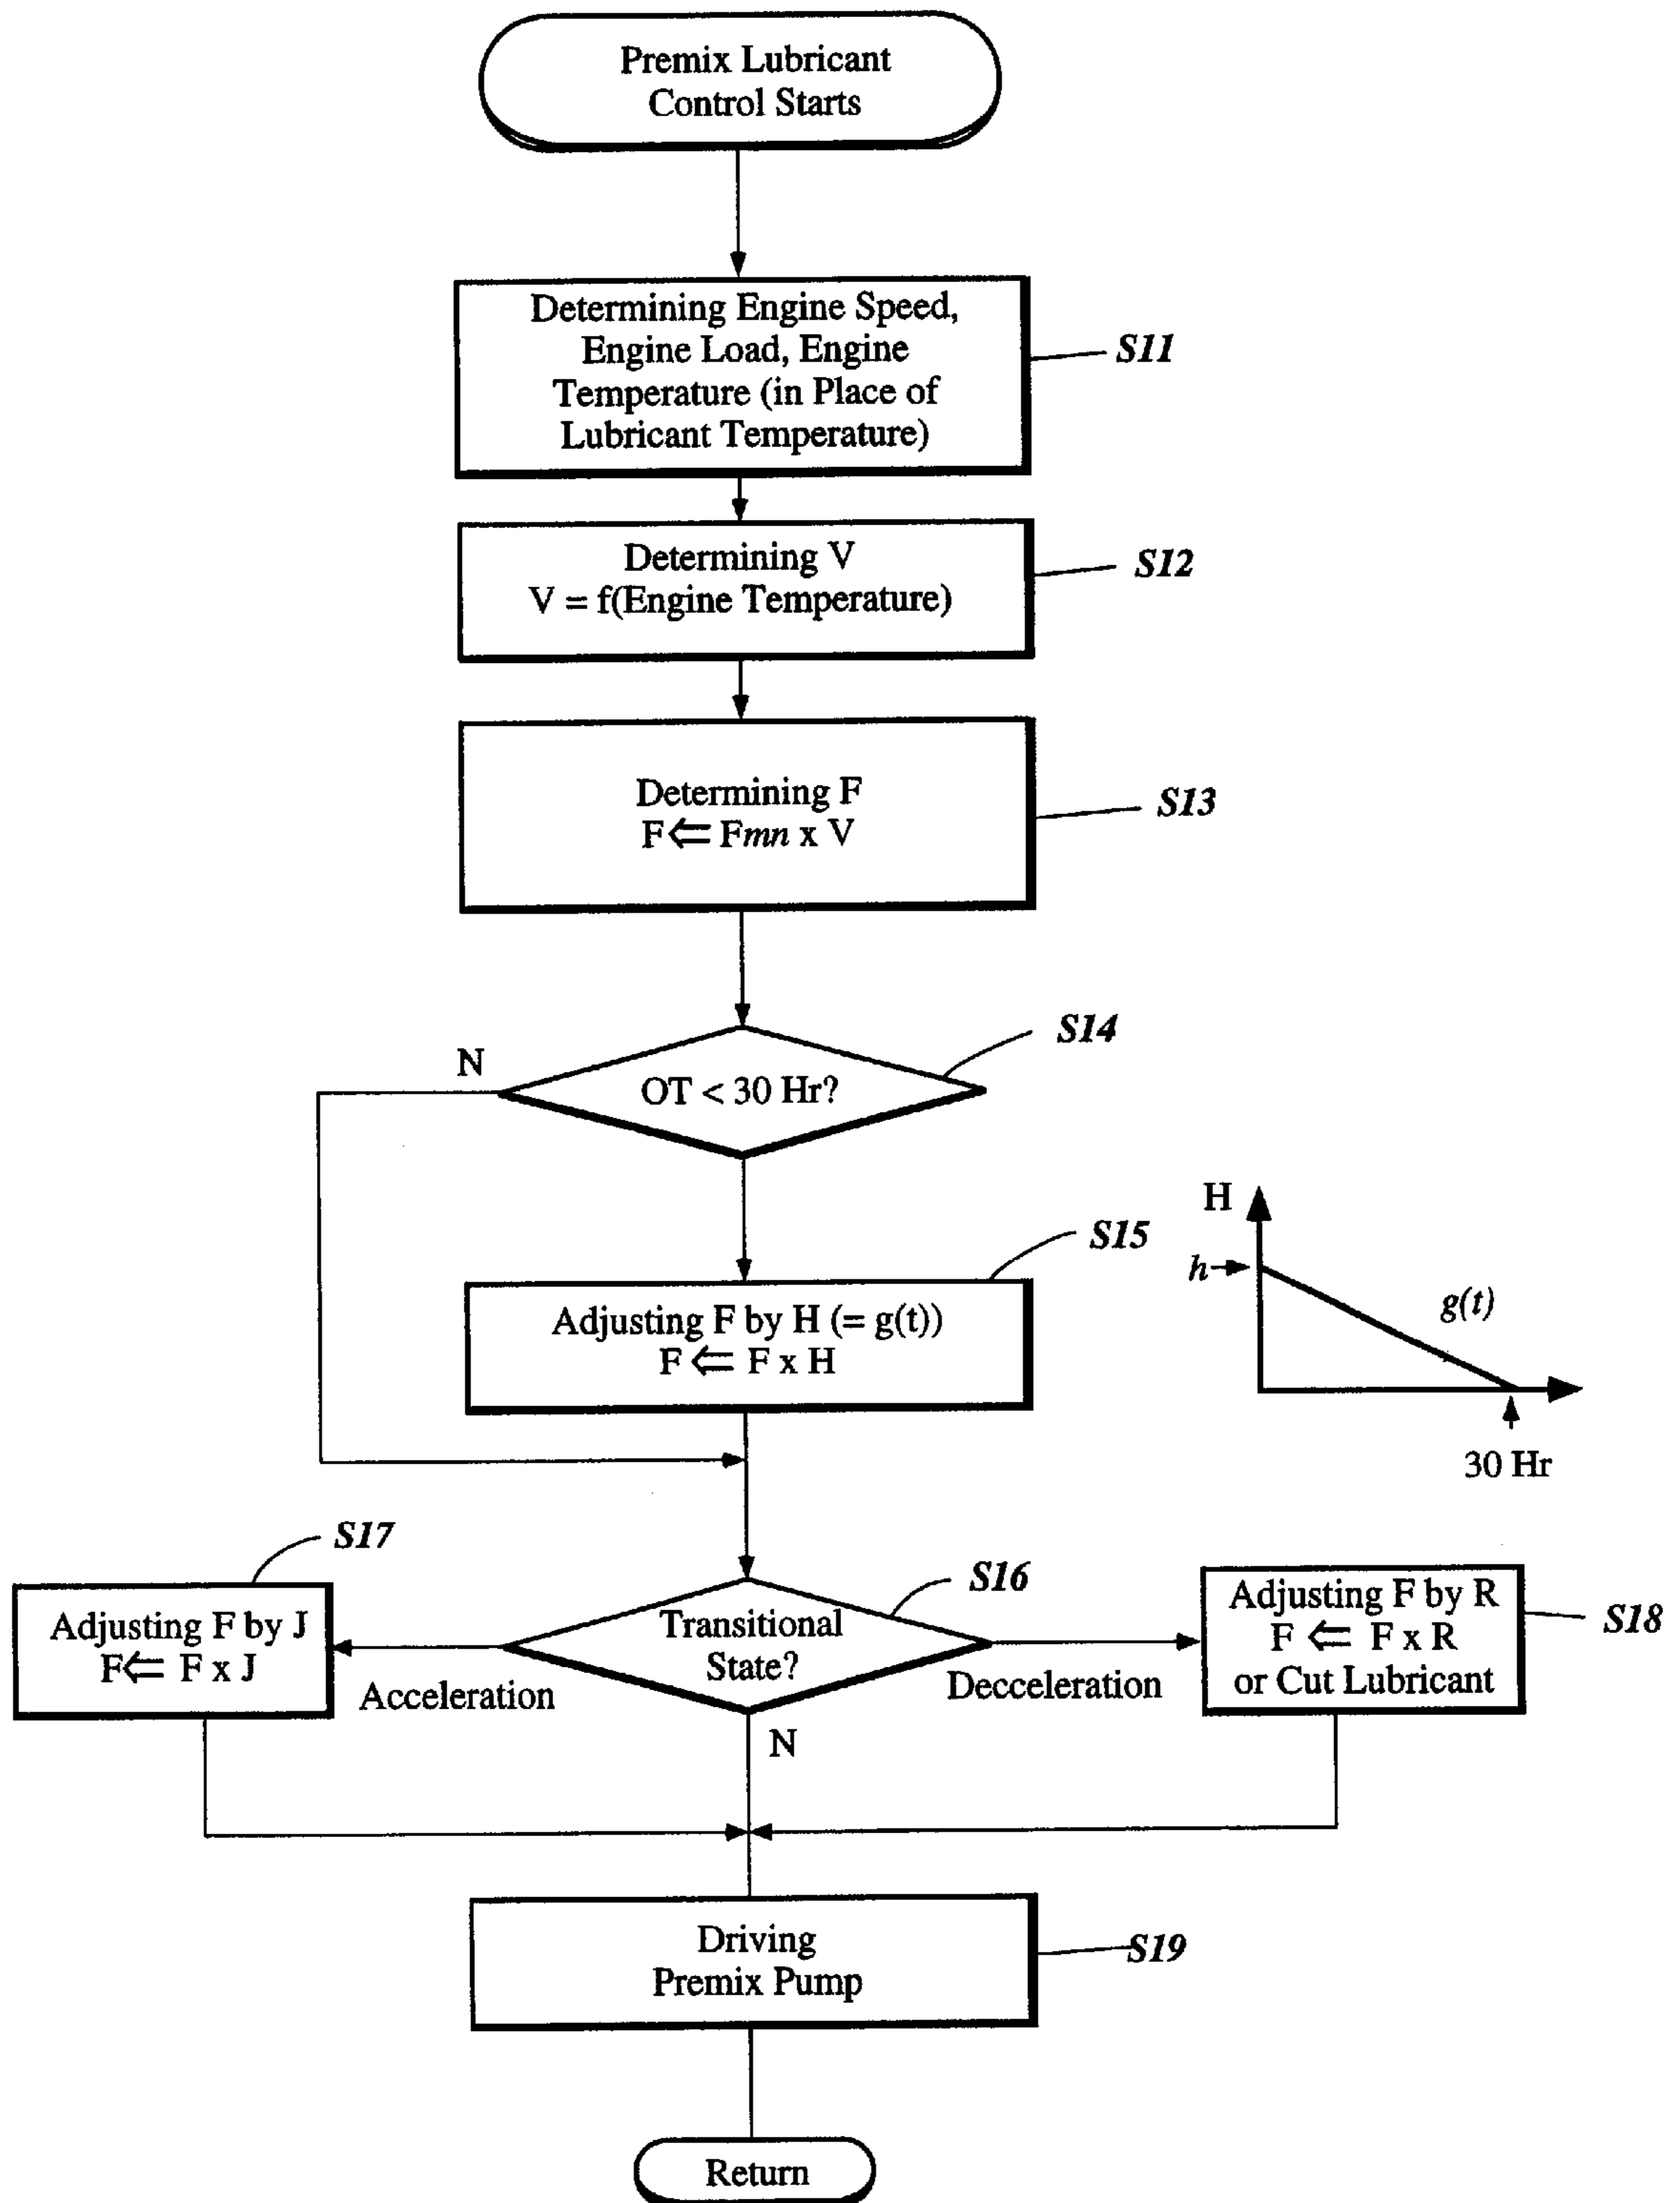 Premix Lubricant
Control Starts
Determining Engine Speed,
Engine Load, Engine
Temperature (in Place of
Lubricant Temperature)
S11
Determining V
V = f(Engine Temperature)
S12
Determining F
F ⇐ Fmn x V
S13
S14
N
OT < 30 Hr?
S15
Adjusting F by H (= g(t))
F ⇐ F x H
H
h
g(t)
30 Hr
S17
Adjusting F by J
F ⇐ F x J
S16
Transitional
State?
Acceleration
Decceleration
N
Adjusting F by R
F ⇐ F x R
or Cut Lubricant
S18
Driving
Premix Pump
S19
Return